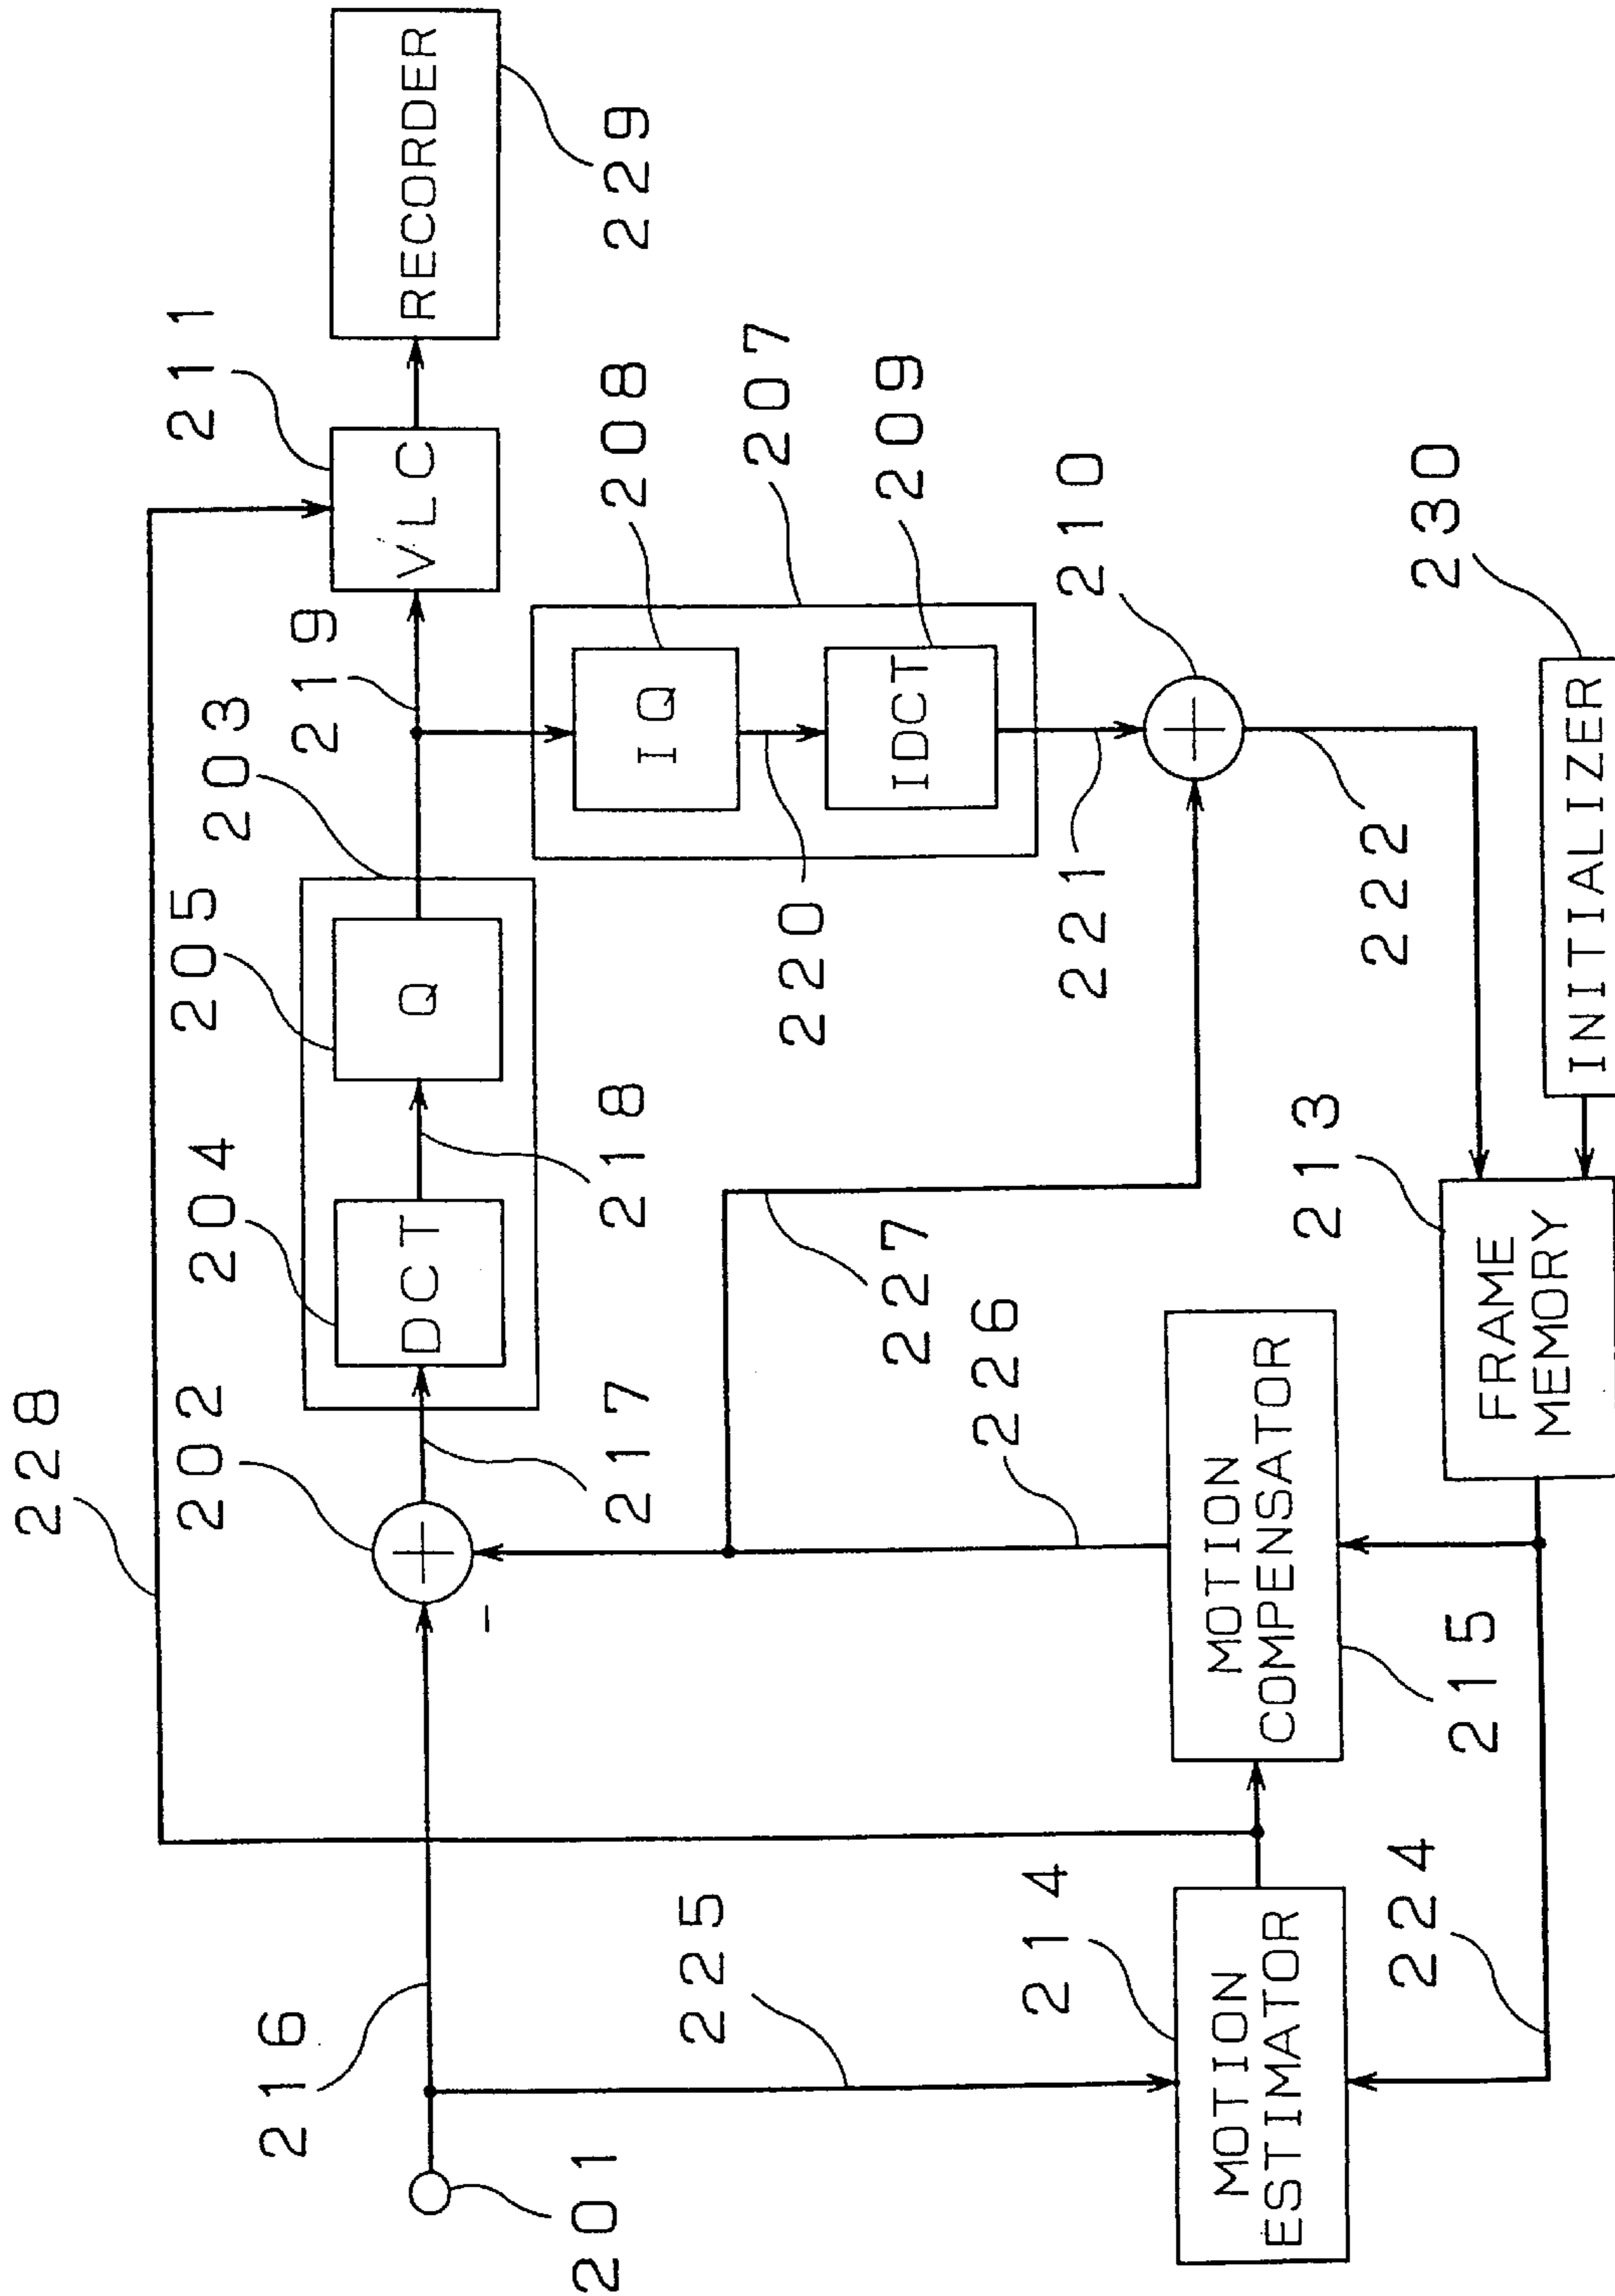 228
211
RECORDER
229
219
VLC
203
205
Q
208
IQ
207
209
IDCT
204
218
DCT
202
217
220
210
221
216
227
222
226
230
INITIALIZER
225
MOTION
COMPENSATOR
213
FRAME
MEMORY
201
214
215
MOTION
ESTIMATOR
224